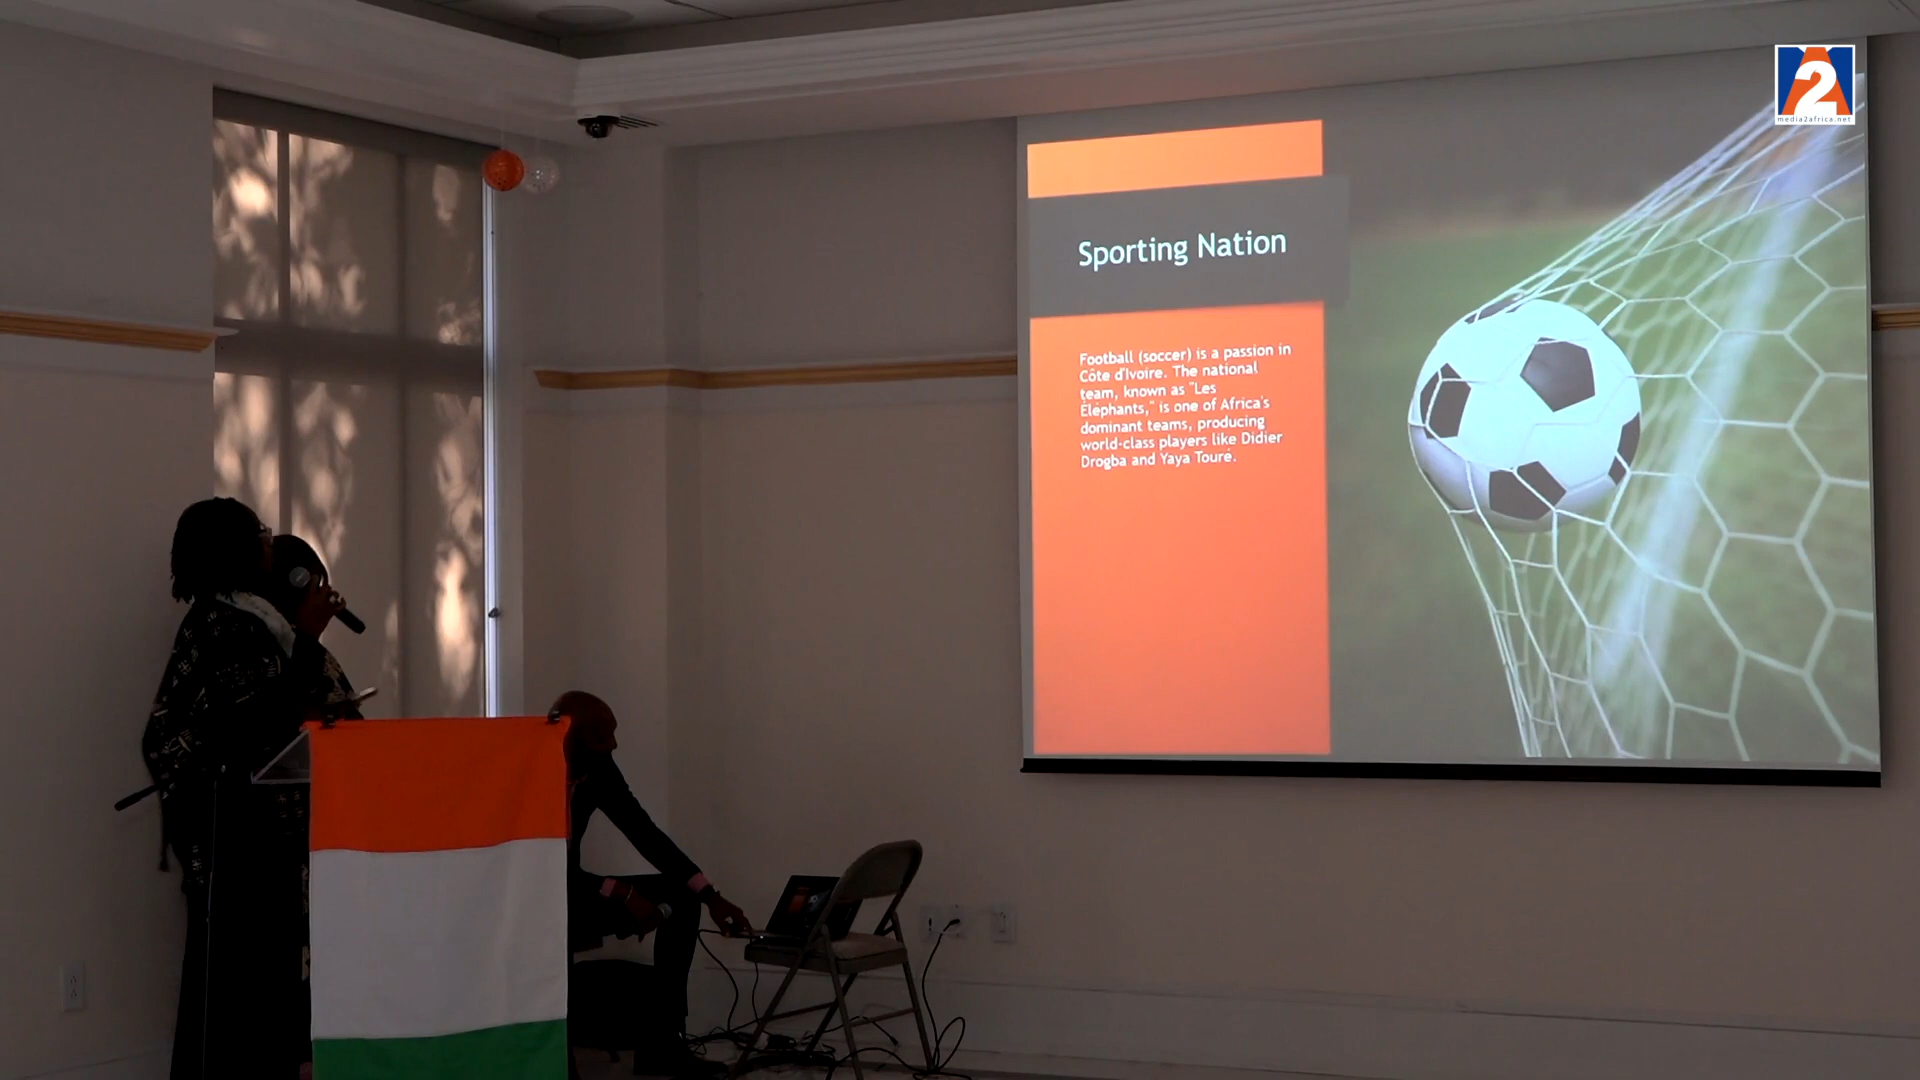 2
media2africa.net
Sporting Nation
Football (soccer) is a passion in
Côte d'Ivoire. The national
team, known as "Les
Éléphants," is one of Africa's
dominant teams, producing
world-class players like Didier
Drogba and Yaya Touré.